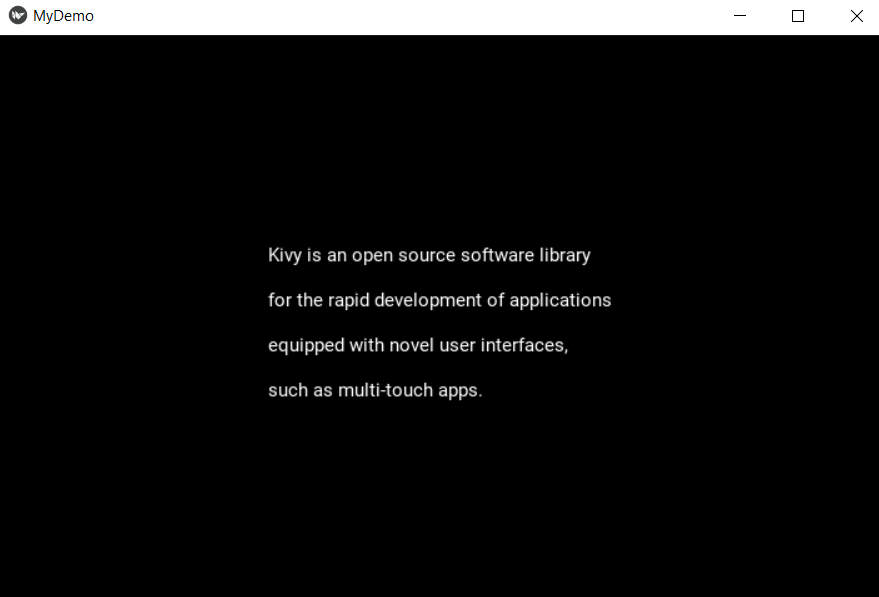 MyDemo
Kivy is an open source software library
for the rapid development of applications
equipped with novel user interfaces,
such as multi-touch apps.